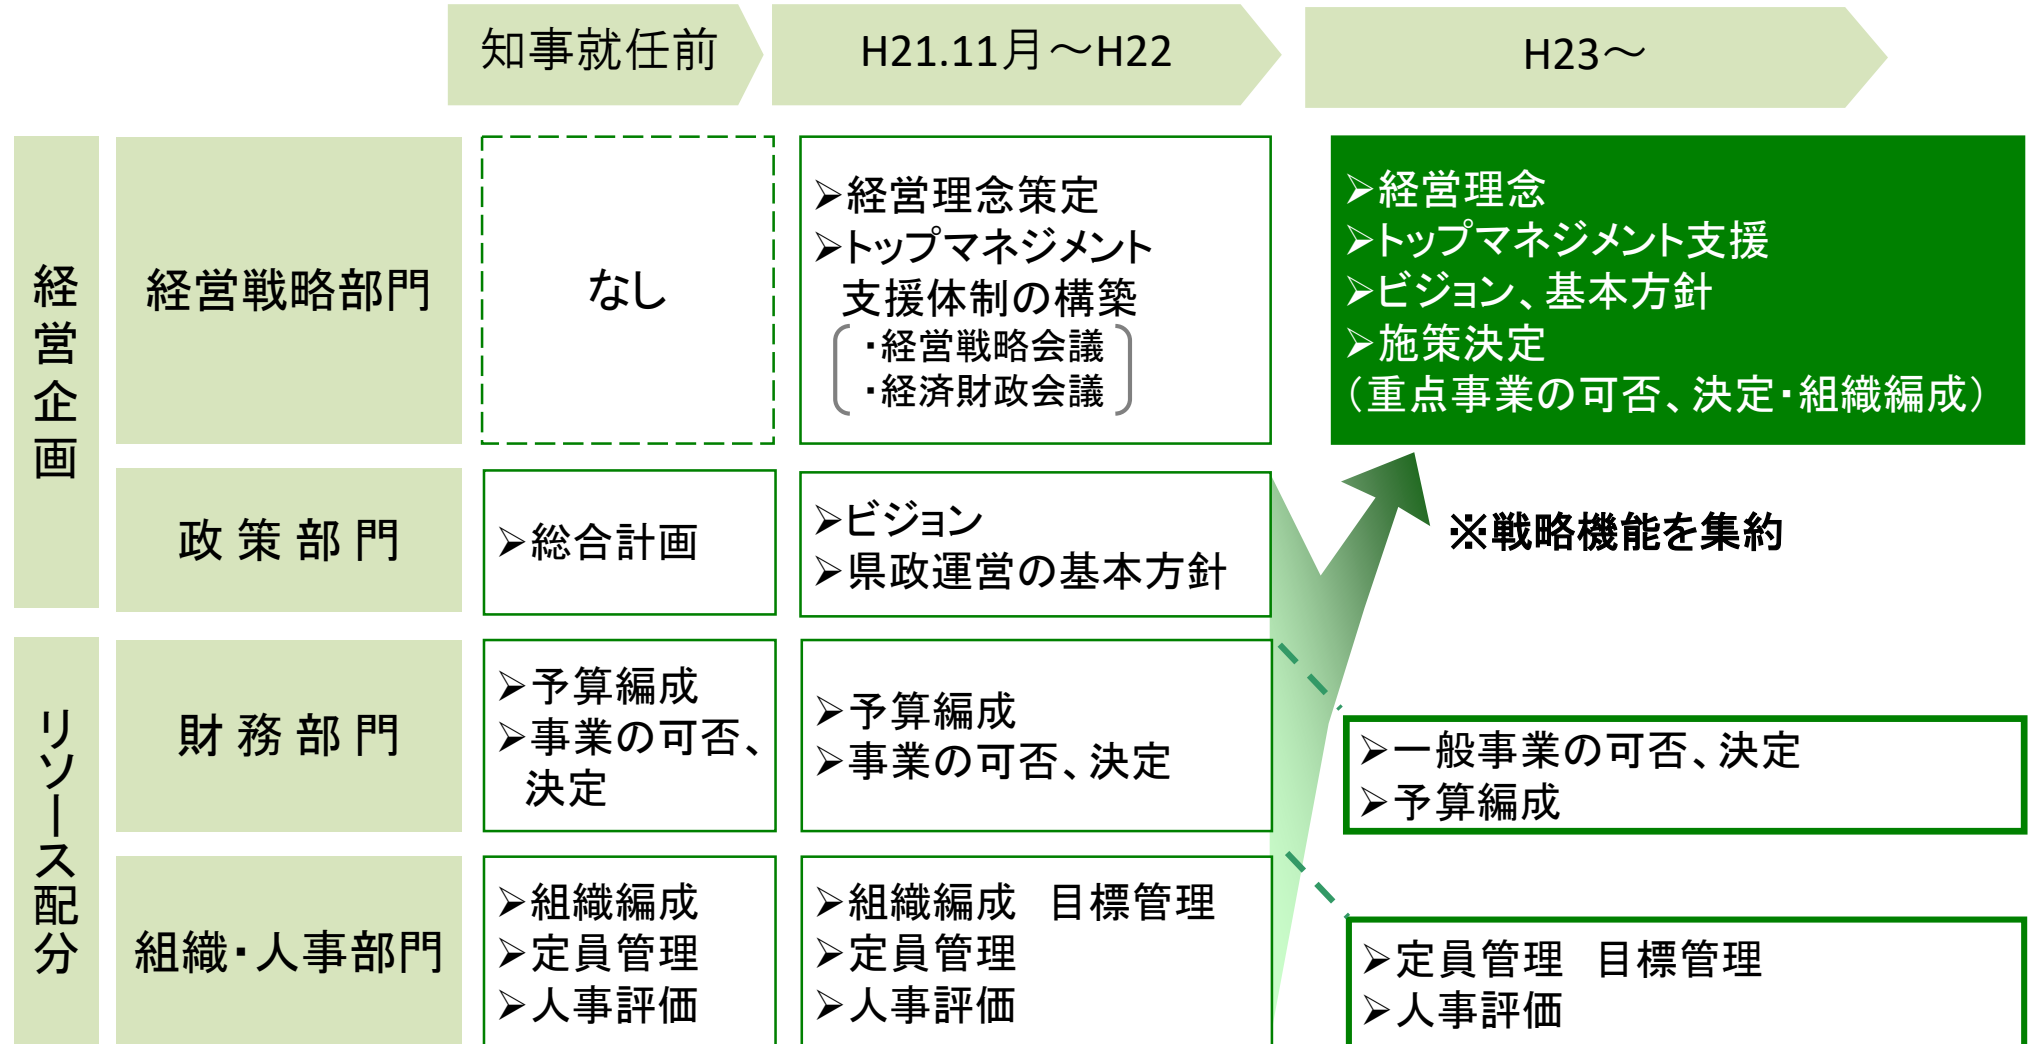 知事就任前
H21.11月～H22
H23～
経営企画
経営戦略部門
なし
➢経営理念策定
➢トップマネジメント
支援体制の構築
・経営戦略会議
・経済財政会議
➢経営理念
➢トップマネジメント支援
➢ビジョン、基本方針
➢施策決定
（重点事業の可否、決定・組織編成）
政策部門
➢総合計画
➢ビジョン
➢県政運営の基本方針
※戦略機能を集約
リソース配分
財務部門
➢予算編成
➢事業の可否、
決定
➢予算編成
➢事業の可否、決定
➢一般事業の可否、決定
➢予算編成
組織・人事部門
➢組織編成
➢定員管理
➢人事評価
➢組織編成　目標管理
➢定員管理
➢人事評価
➢定員管理　目標管理
➢人事評価